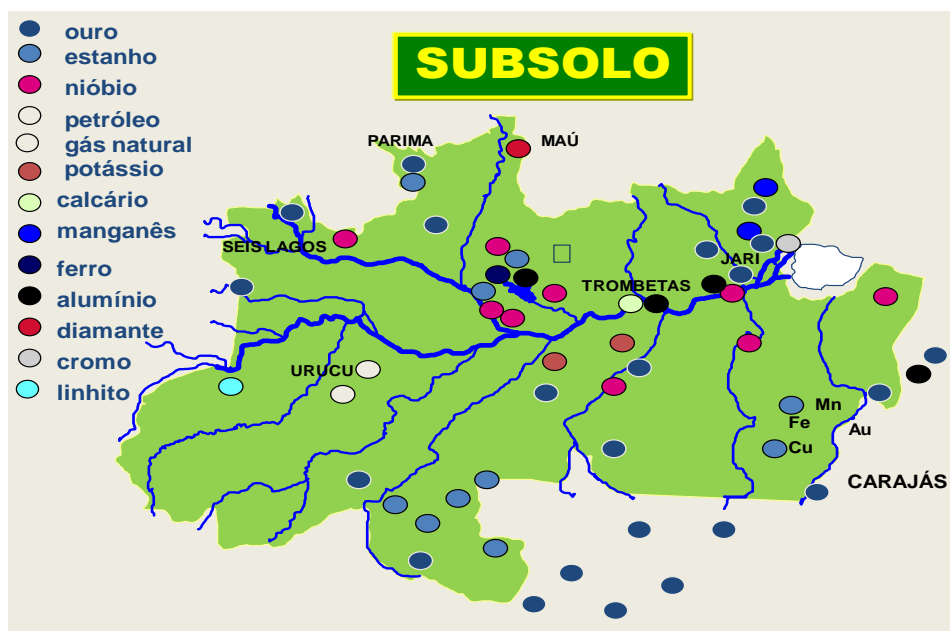 SUBSOLO
ouro
estanho
nióbio
petróleo
gás natural
potássio
calcário
manganês
ferro
alumínio
diamante
cromo
linhito
PARIMA
MAÚ
SEIS LAGOS
JARI
TROMBETAS
URUCU
Mn
Fe
Au
Cu
CARAJÁS